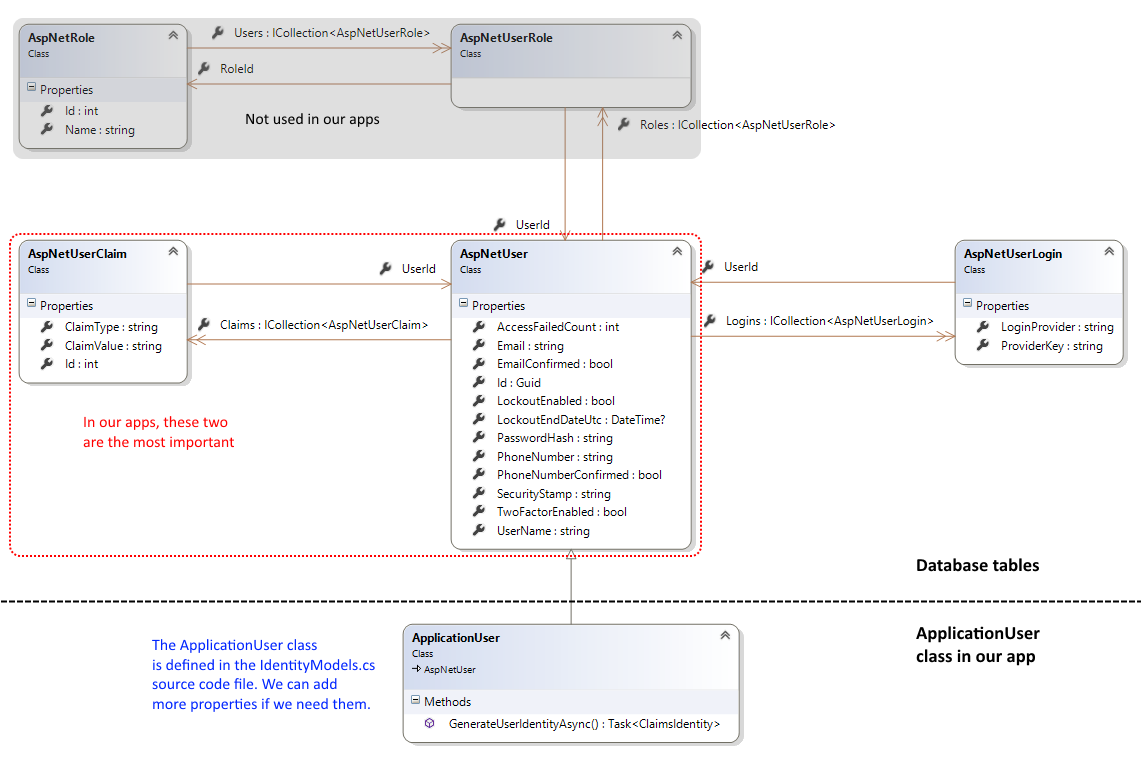 AspNetRole
Class
Properties
Id : int
Name : string
Users : ICollection<AspNetUserRole>
RoleId
Not used in our apps
AspNetUserRole
Class
Roles : ICollection<AspNetUserRole>
UserId
AspNetUserClaim
Class
Properties
ClaimType : string
ClaimValue : string
Id : int
UserId
Claims : ICollection<AspNetUserClaim>
In our apps, these two
are the most important
AspNetUser
Class
Properties
AccessFailedCount : int
Email : string
EmailConfirmed : bool
Id : Guid
LockoutEnabled : bool
LockoutEndDateUtc : DateTime?
PasswordHash : string
PhoneNumber : string
PhoneNumberConfirmed : bool
SecurityStamp : string
TwoFactorEnabled : bool
UserName : string
UserId
Logins : ICollection<AspNetUserLogin>
AspNetUserLogin
Class
Properties
LoginProvider : string
ProviderKey : string
Database tables
ApplicationUser
class in our app
The ApplicationUser class
is defined in the IdentityModels.cs
source code file. We can add
more properties if we need them.
ApplicationUser
Class
AspNetUser
Methods
GenerateUserIdentityAsync() : Task<ClaimsIdentity>